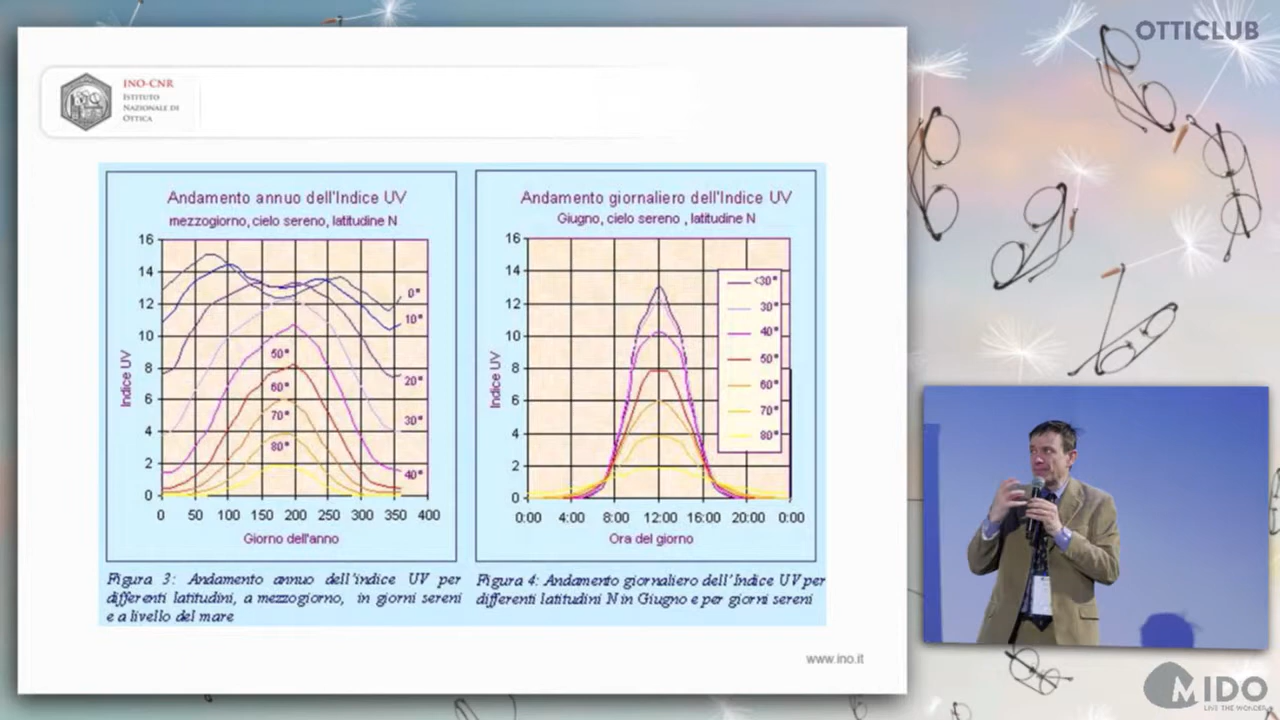 OTTICLUB
INO-CNR
Istituto
Nazionale di
Ottica
Andamento annuo dell'Indice UV
mezzogiorno, cielo sereno, latitudine N
Indice UV
16
14
12
10
8
6
4
2
0
0°
10°
20°
30°
40°
50°
60°
70°
80°
0 50 100 150 200 250 300 350 400
Giorno dell'anno
Andamento giornaliero dell'Indice UV
Giugno, cielo sereno , latitudine N
Indice UV
16
14
12
10
8
6
4
2
0
<30°
30°
40°
50°
60°
70°
80°
0:00 4:00 8:00 12:00 16:00 20:00 0:00
Ora del giorno
Figura 3: Andamento annuo dell'indice UV per
differenti latitudini, a mezzogiorno, in giorni sereni
e a livello del mare
Figura 4: Andamento giornaliero dell'Indice UV per
differenti latitudini N in Giugno e per giorni sereni
www.ino.it
MIDO
LIVE THE WONDER